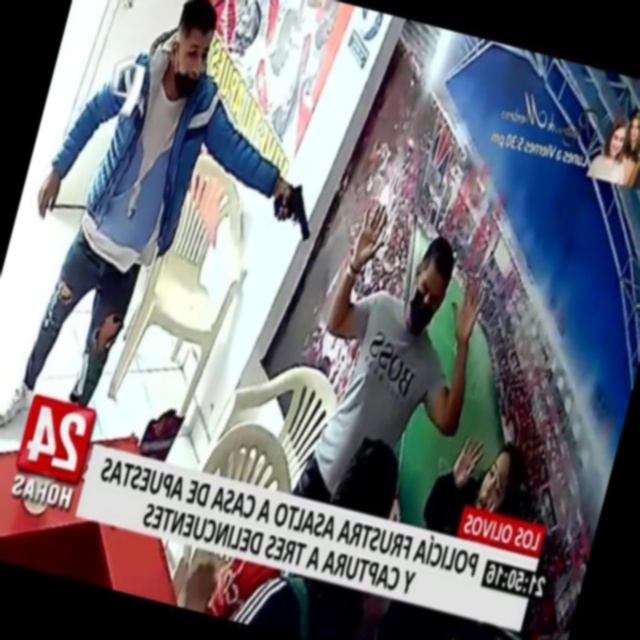 Lunes a Viernes 5:30 pm
BOSS
24
HORAS
LOS OLIVOS
21:50:16
POLICÍA FRUSTRA ASALTO A CASA DE APUESTAS
Y CAPTURA A TRES DELINCUENTES